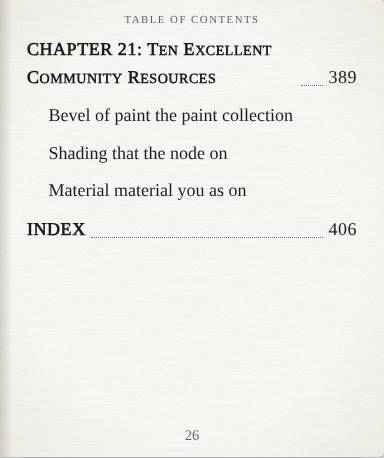 TABLE OF CONTENTS
CHAPTER 21: TEN EXCELLENT
COMMUNITY RESOURCES 389
Bevel of paint the paint collection
Shading that the node on
Material material you as on
INDEX 406
26